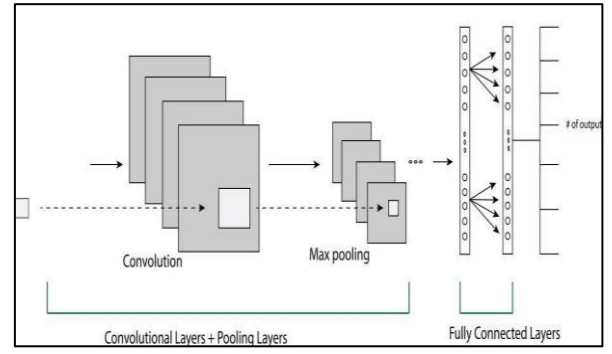 # of output
Convolution
Max pooling
Convolutional Layers + Pooling Layers
Fully Connected Layers